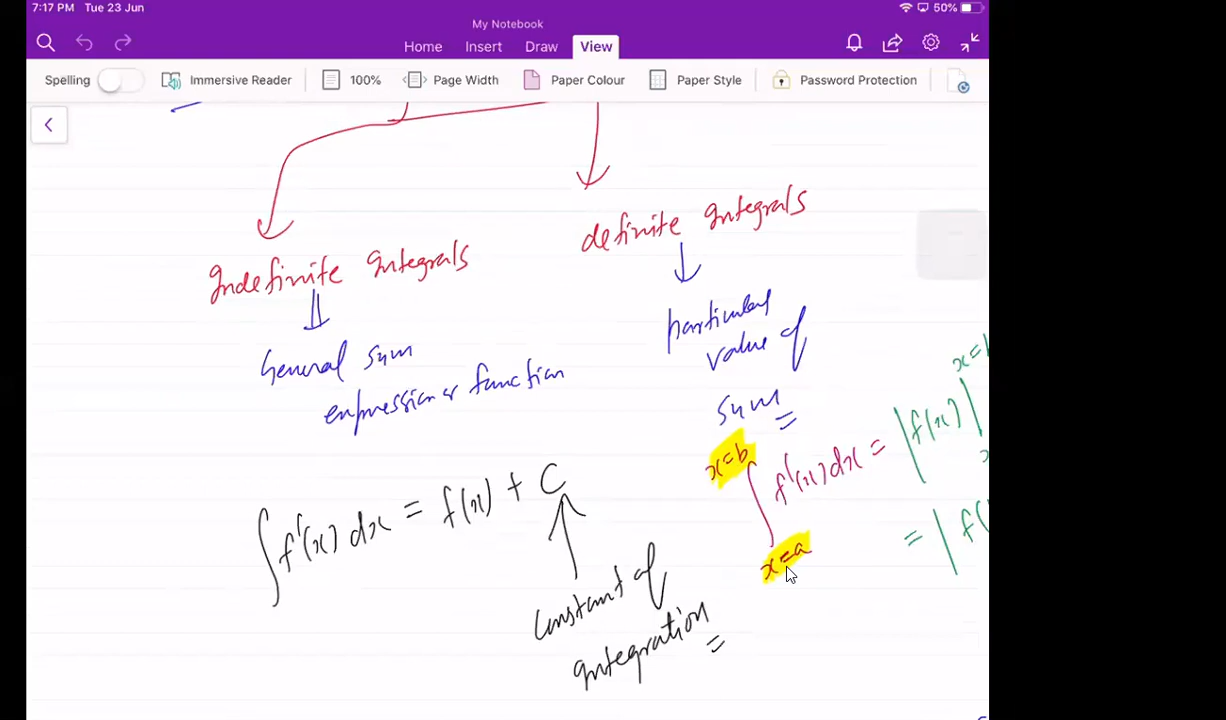 7:17 PM Tue 23 Jun
50%
My Notebook
Home Insert Draw View
Spelling Immersive Reader 100% Page Width Paper Colour Paper Style Password Protection
Indefinite Integrals
definite Integrals
General sum
expression or function
particular
value of
sum
∫ f'(x) dx = f(x) + C
constant of
integration
x=b
∫ f'(x) dx = |f(x)|
x=a
= |f(